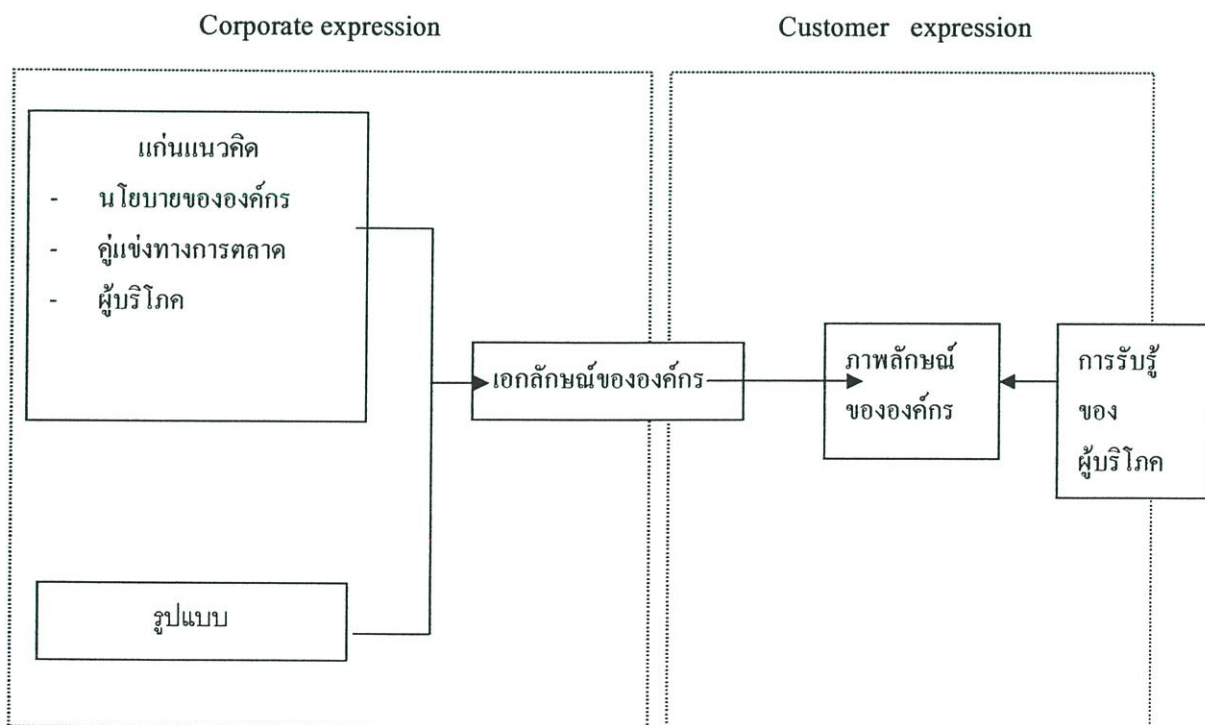 Corporate expression
Customer expression
แก่นแนวคิด
- นโยบายขององค์กร
- คู่แข่งทางการตลาด
- ผู้บริโภค
เอกลักษณ์ขององค์กร
ภาพลักษณ์
ขององค์กร
การรับรู้
ของ
ผู้บริโภค
รูปแบบ